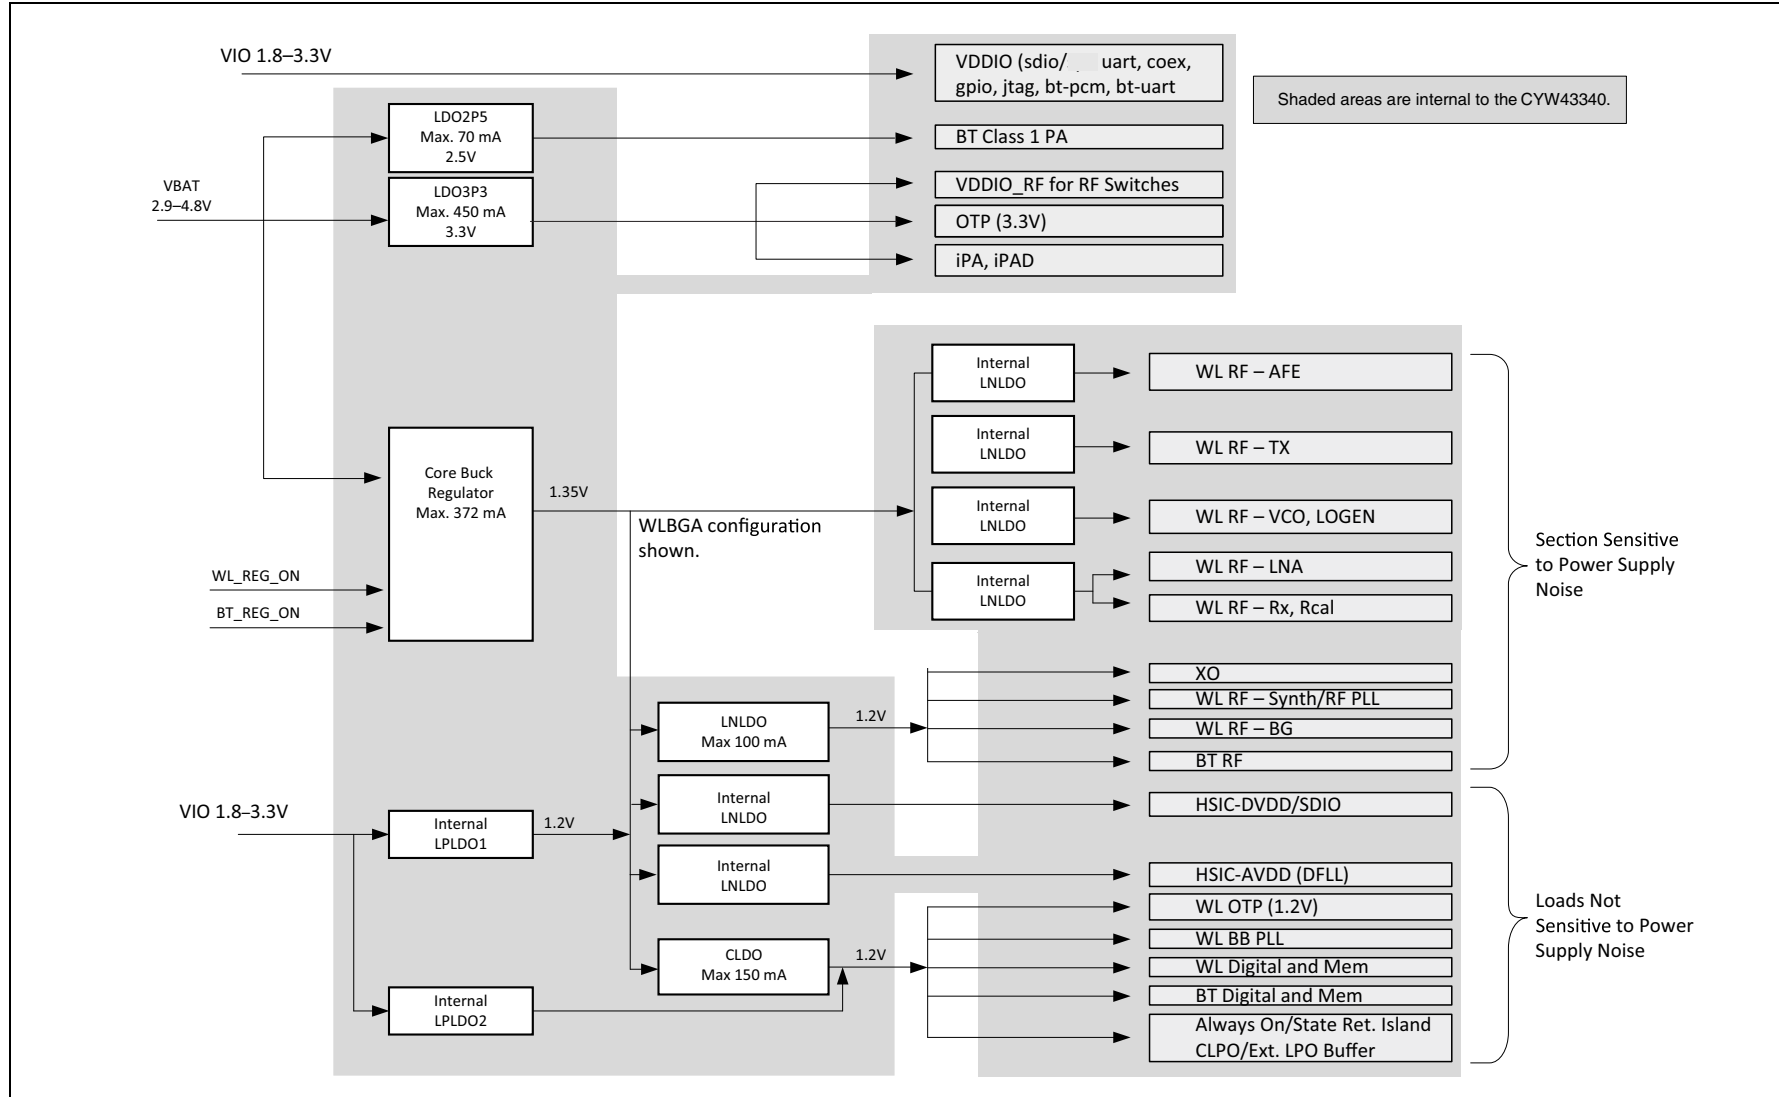 VIO 1.8–3.3V
VDDIO (sdio/ uart, coex,
gpio, jtag, bt-pcm, bt-uart
Shaded areas are internal to the CYW43340.
LDO2P5
Max. 70 mA
2.5V
BT Class 1 PA
VBAT
2.9–4.8V
LDO3P3
Max. 450 mA
3.3V
VDDIO_RF for RF Switches
OTP (3.3V)
iPA, iPAD
Internal
LNLDO
WL RF – AFE
Internal
LNLDO
WL RF – TX
Core Buck
Regulator
Max. 372 mA
1.35V
WLBGA configuration
shown.
Internal
LNLDO
WL RF – VCO, LOGEN
Section Sensitive
to Power Supply
Noise
WL_REG_ON
BT_REG_ON
Internal
LNLDO
WL RF – LNA
WL RF – Rx, Rcal
XO
WL RF – Synth/RF PLL
LNLDO
Max 100 mA
1.2V
WL RF – BG
BT RF
VIO 1.8–3.3V
Internal
LPLDO1
1.2V
Internal
LNLDO
HSIC-DVDD/SDIO
Internal
LNLDO
HSIC-AVDD (DFLL)
WL OTP (1.2V)
Loads Not
Sensitive to Power
Supply Noise
WL BB PLL
CLDO
Max 150 mA
1.2V
WL Digital and Mem
BT Digital and Mem
Internal
LPLDO2
Always On/State Ret. Island
CLPO/Ext. LPO Buffer